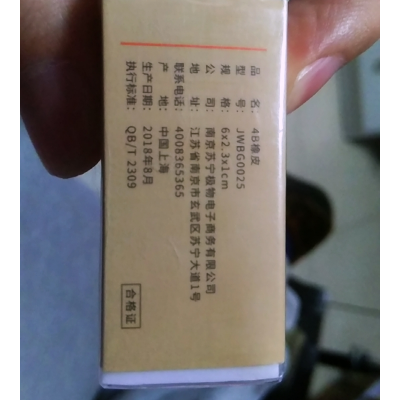 品 名：4B橡皮
型 号：JWBG0025
规 格：6x2.3x1cm
公 司：南京苏宁极物电子商务有限公司
地 址：江苏省南京市玄武区苏宁大道1号
联系电话：4008365365
产 地：中国上海
生产日期：2018年8月
执行标准：QB/T 2309
合格证